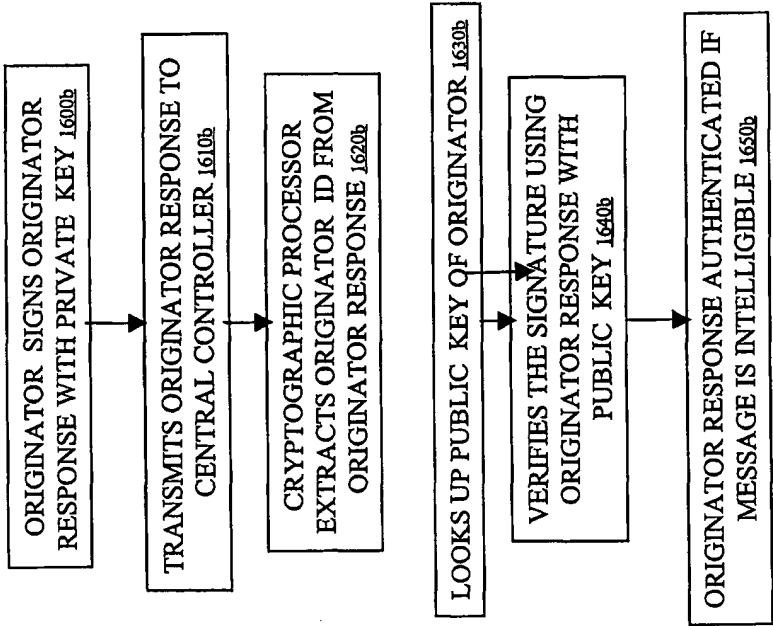 ORIGINATOR SIGNS ORIGINATOR
RESPONSE WITH PRIVATE KEY 1600b
TRANSMITS ORIGINATOR RESPONSE TO
CENTRAL CONTROLLER 1610b
CRYPTOGRAPHIC PROCESSOR
EXTRACTS ORIGINATOR ID FROM
ORIGINATOR RESPONSE 1620b
LOOKS UP PUBLIC KEY OF ORIGINATOR 1630b
VERIFIES THE SIGNATURE USING
ORIGINATOR RESPONSE WITH
PUBLIC KEY 1640b
ORIGINATOR RESPONSE AUTHENTICATED IF
MESSAGE IS INTELLIGIBLE 1650b